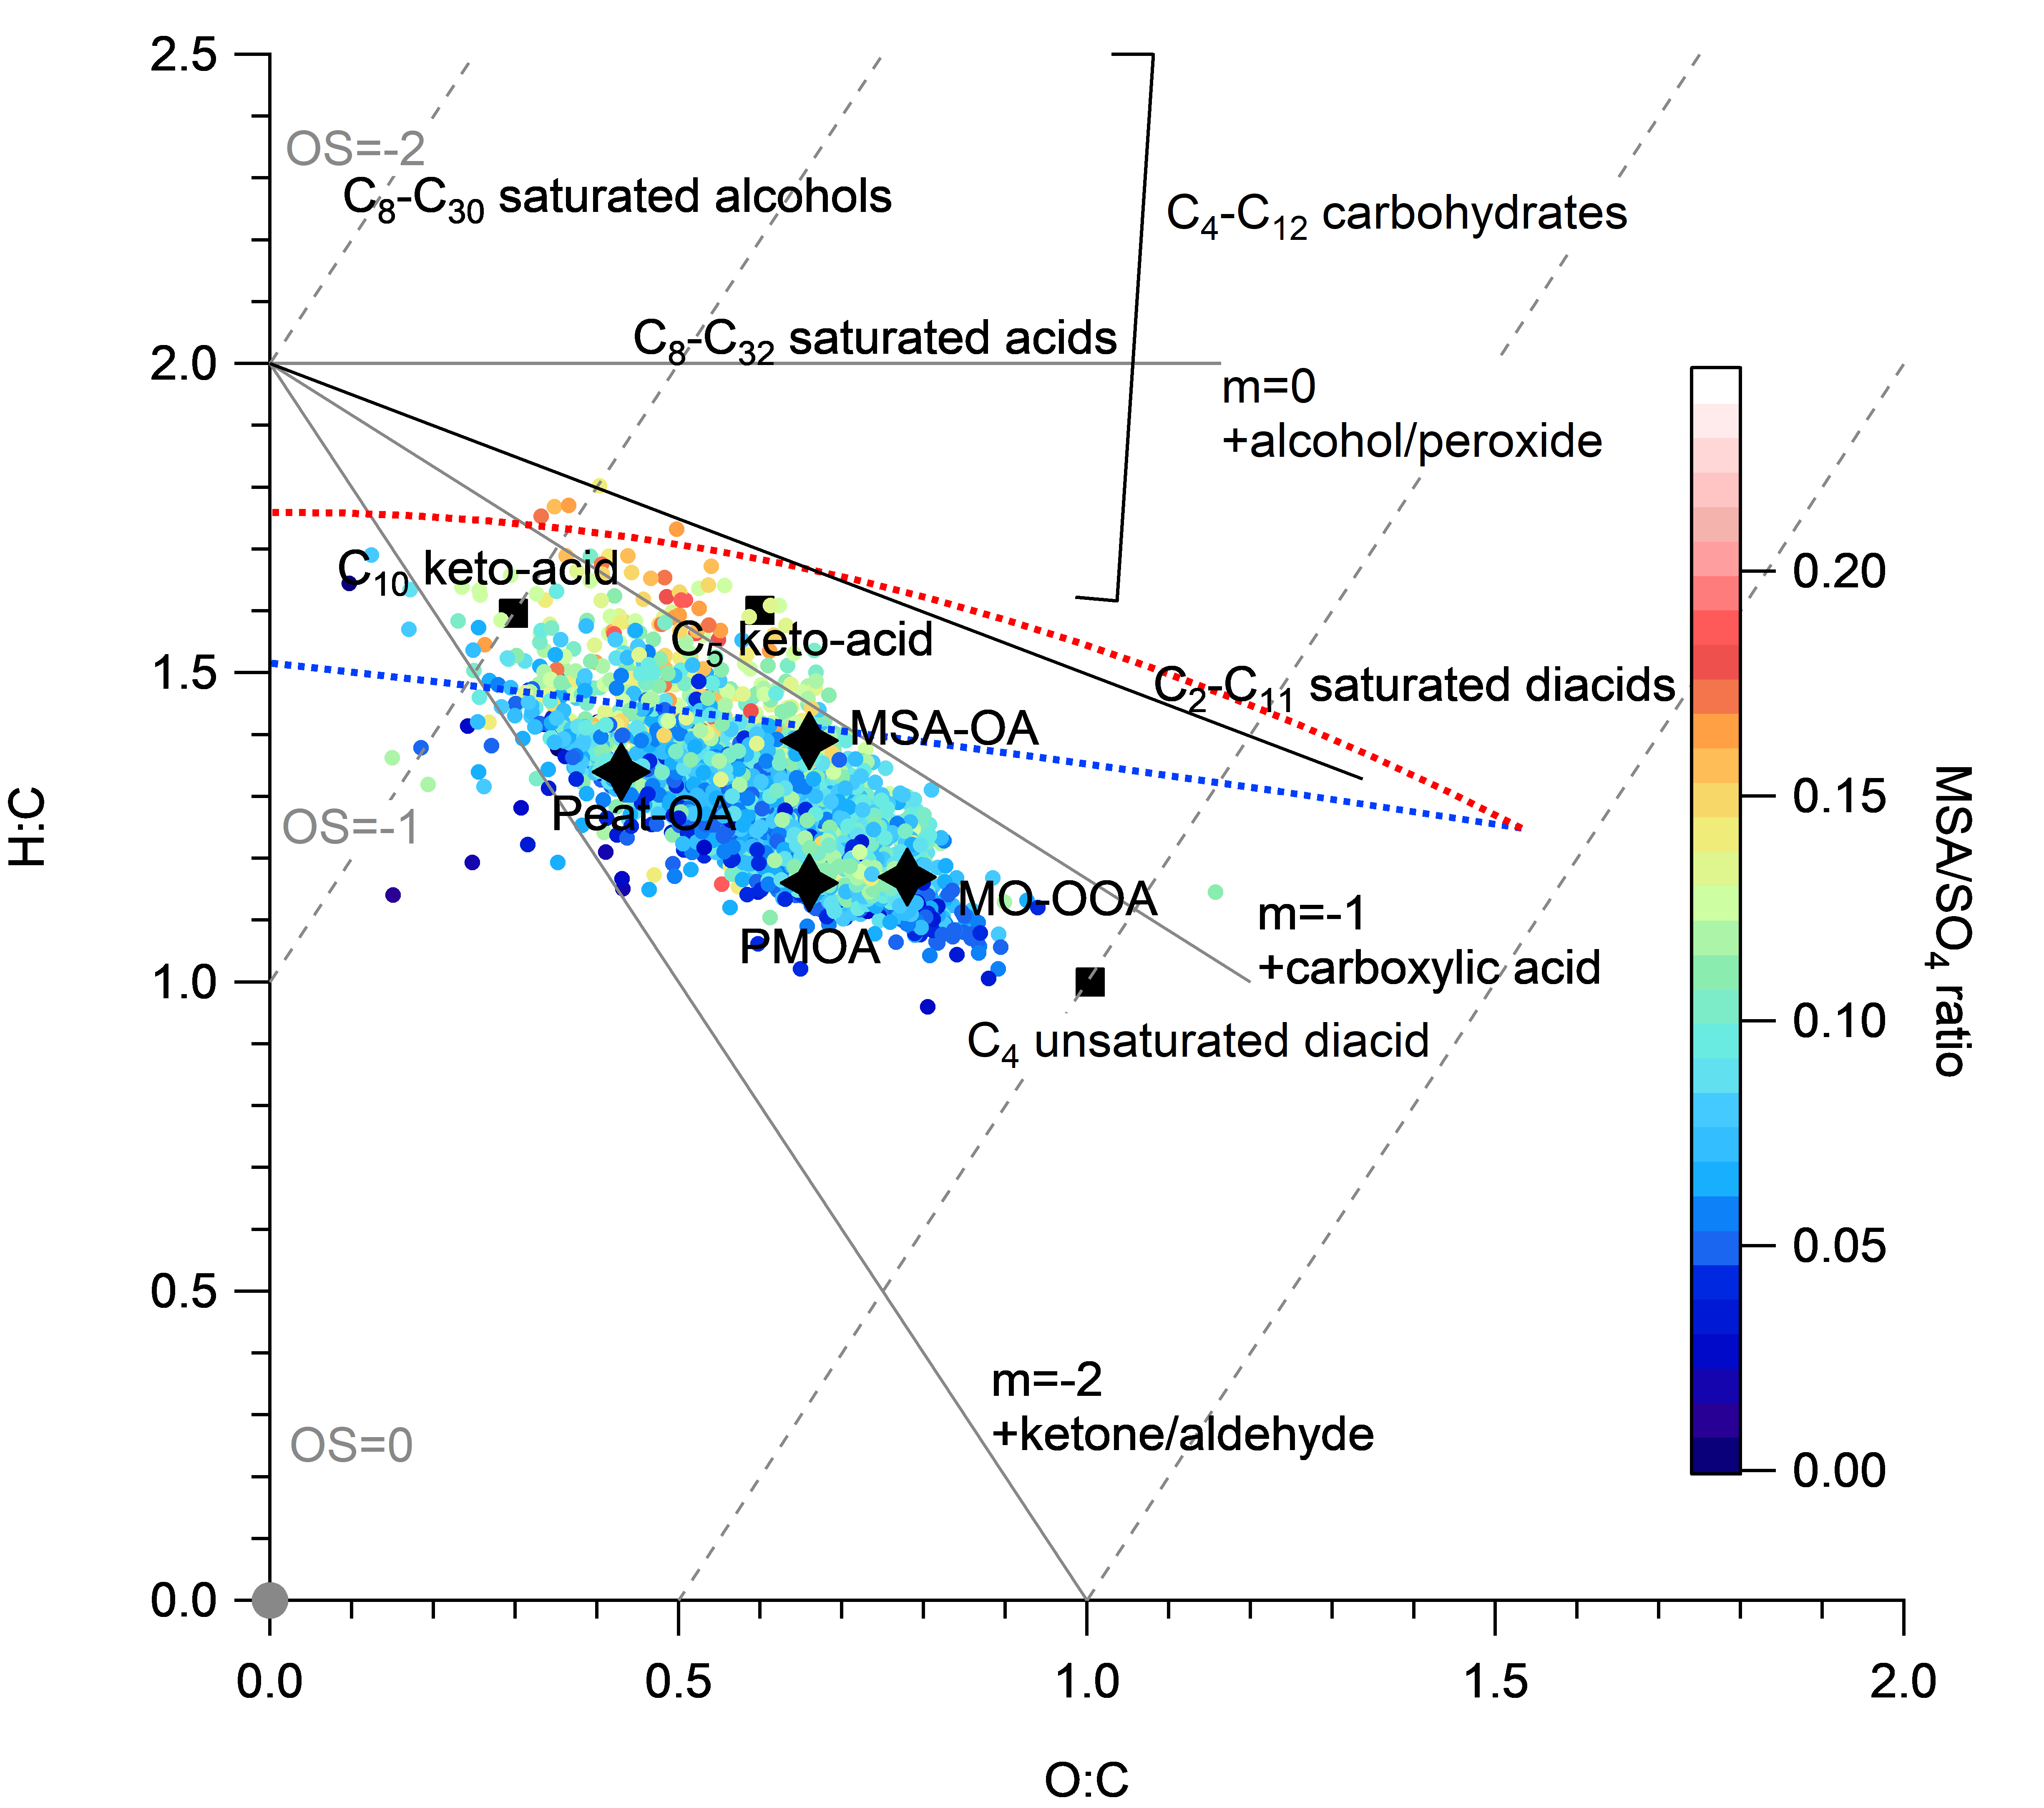 2.5
OS=-2
C₈-C₃₀ saturated alcohols
C₄-C₁₂ carbohydrates
C₈-C₃₂ saturated acids
2.0
m=0
+alcohol/peroxide
C₁₀ keto-acid
0.20
C₅ keto-acid
1.5
C₂-C₁₁ saturated diacids
MSA-OA
0.15
Peat-OA
OS=-1
H:C
MO-OOA
m=-1
+carboxylic acid
PMOA
1.0
C₄ unsaturated diacid
0.10
MSA/SO₄ ratio
0.05
0.5
m=-2
+ketone/aldehyde
OS=0
0.00
0.0
0.0 0.5 1.0 1.5 2.0
O:C